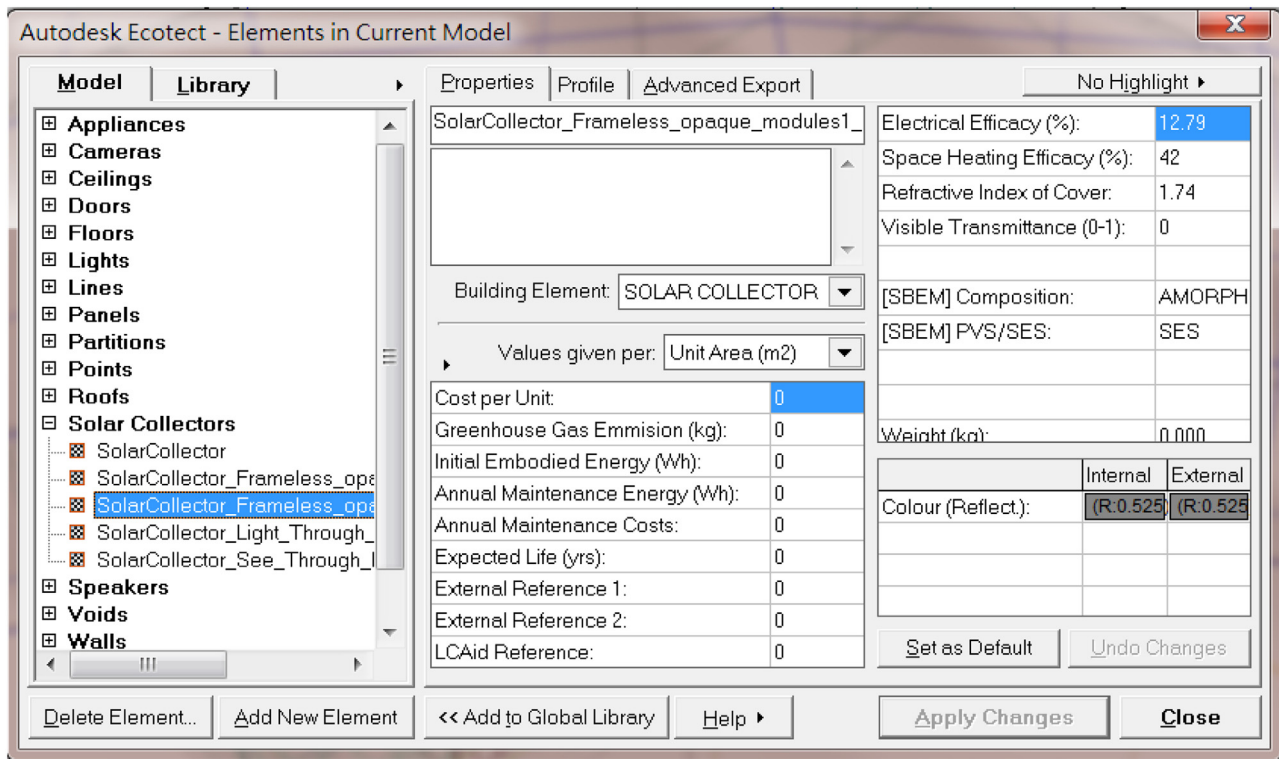 Autodesk Ecotect - Elements in Current Model
X
Model
Library
Appliances
Cameras
Ceilings
Doors
Floors
Lights
Lines
Panels
Partitions
Points
Roofs
Solar Collectors
SolarCollector
SolarCollector_Frameless_opa
SolarCollector_Frameless_opa
SolarCollector_Light_Through_
SolarCollector_See_Through_
Speakers
Voids
Walls
Delete Element...
Add New Element
Properties
Profile
Advanced Export
No Highlight
SolarCollector_Frameless_opaque_modules1_
Building Element: SOLAR COLLECTOR
Values given per: Unit Area (m2)
Cost per Unit: 0
Greenhouse Gas Emmision (kg): 0
Initial Embodied Energy (Wh): 0
Annual Maintenance Energy (Wh): 0
Annual Maintenance Costs: 0
Expected Life (yrs): 0
External Reference 1: 0
External Reference 2: 0
LCAid Reference: 0
Electrical Efficacy (%): 12.79
Space Heating Efficacy (%): 42
Refractive Index of Cover: 1.74
Visible Transmittance (0-1): 0
[SBEM] Composition: AMORPH
[SBEM] PVS/SES: SES
Weight (kg): 0.000
Internal External
Colour (Reflect.): (R:0.525) (R:0.525
Set as Default
Undo Changes
<< Add to Global Library
Help
Apply Changes
Close